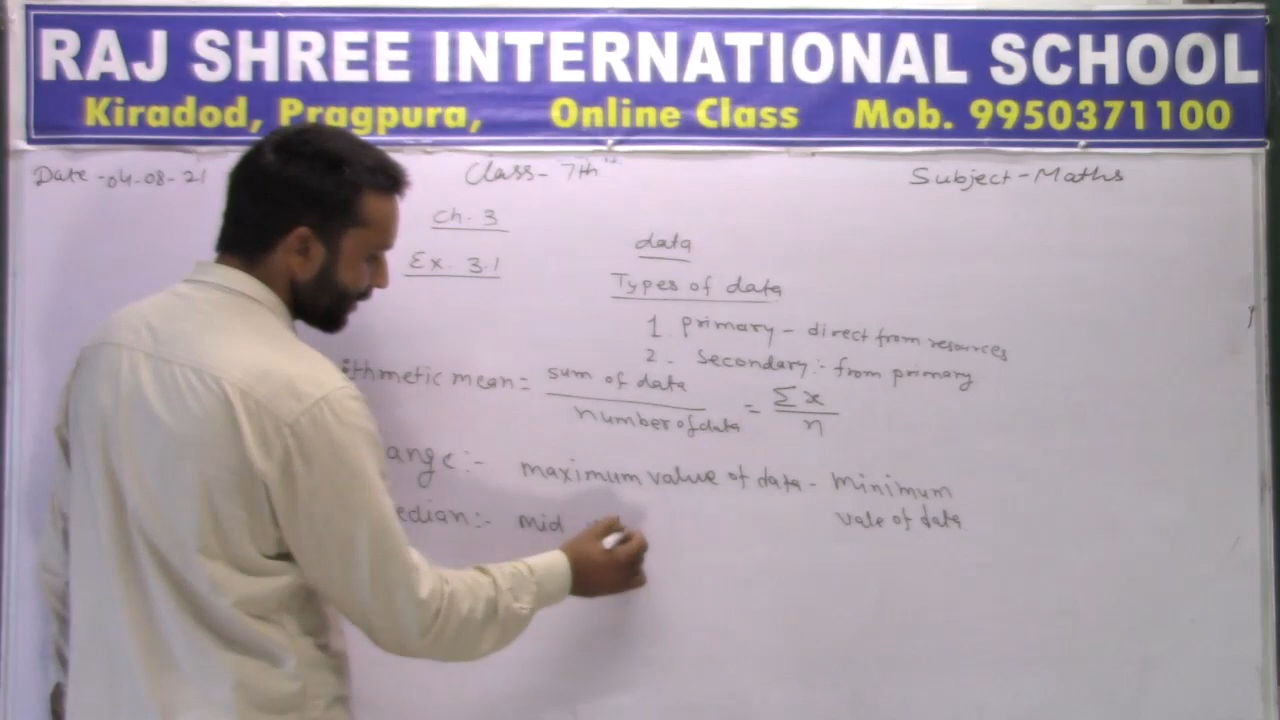 RAJ SHREE INTERNATIONAL SCHOOL
Kiradod, Pragpura, Online Class Mob. 9950371100
Date -04-08-21 Class- 7th Subject-Maths
Ch. 3
Ex. 3.1
data
Types of data
1. primary - direct from resources
2. Secondary:- from primary
ithmetic mean = sum of data / number of data = Σx / n
ange:- maximum value of data - minimum
vale of data
edian:- mid